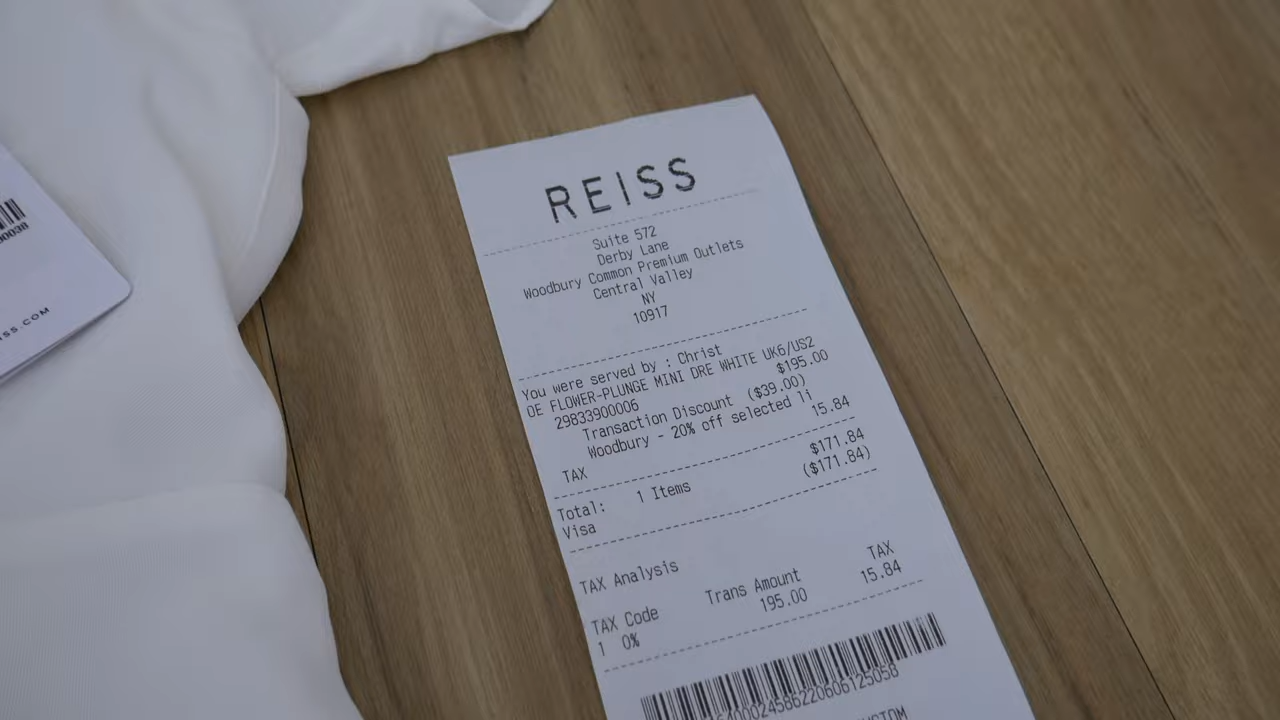 REISS
Suite 572
Derby Lane
Woodbury Common Premium Outlets
Central Valley
NY
10917
You were served by : Christ
OE FLOWER-PLUNGE MINI DRE WHITE UK6/US2
29833900006 $195.00
Transaction Discount ($39.00)
Woodbury - 20% off selected li
TAX 15.84
Total: 1 Items $171.84
Visa ($171.84)
TAX Analysis
TAX Code Trans Amount TAX
1 0% 195.00 15.84